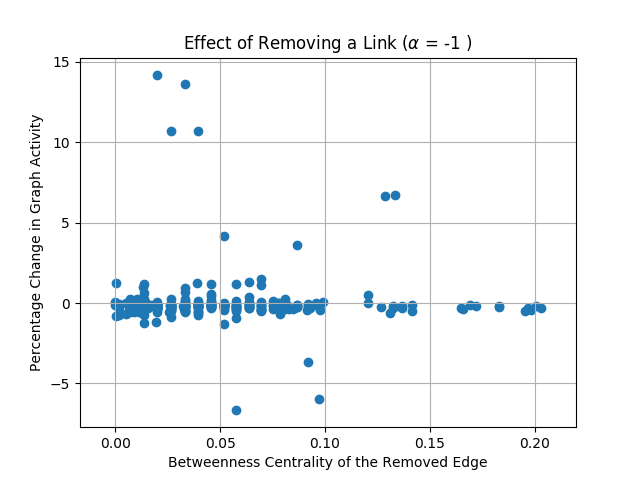 Effect of Removing a Link (α = -1 )
15
10
5
0
−5
Percentage Change in Graph Activity
0.00 0.05 0.10 0.15 0.20
Betweenness Centrality of the Removed Edge